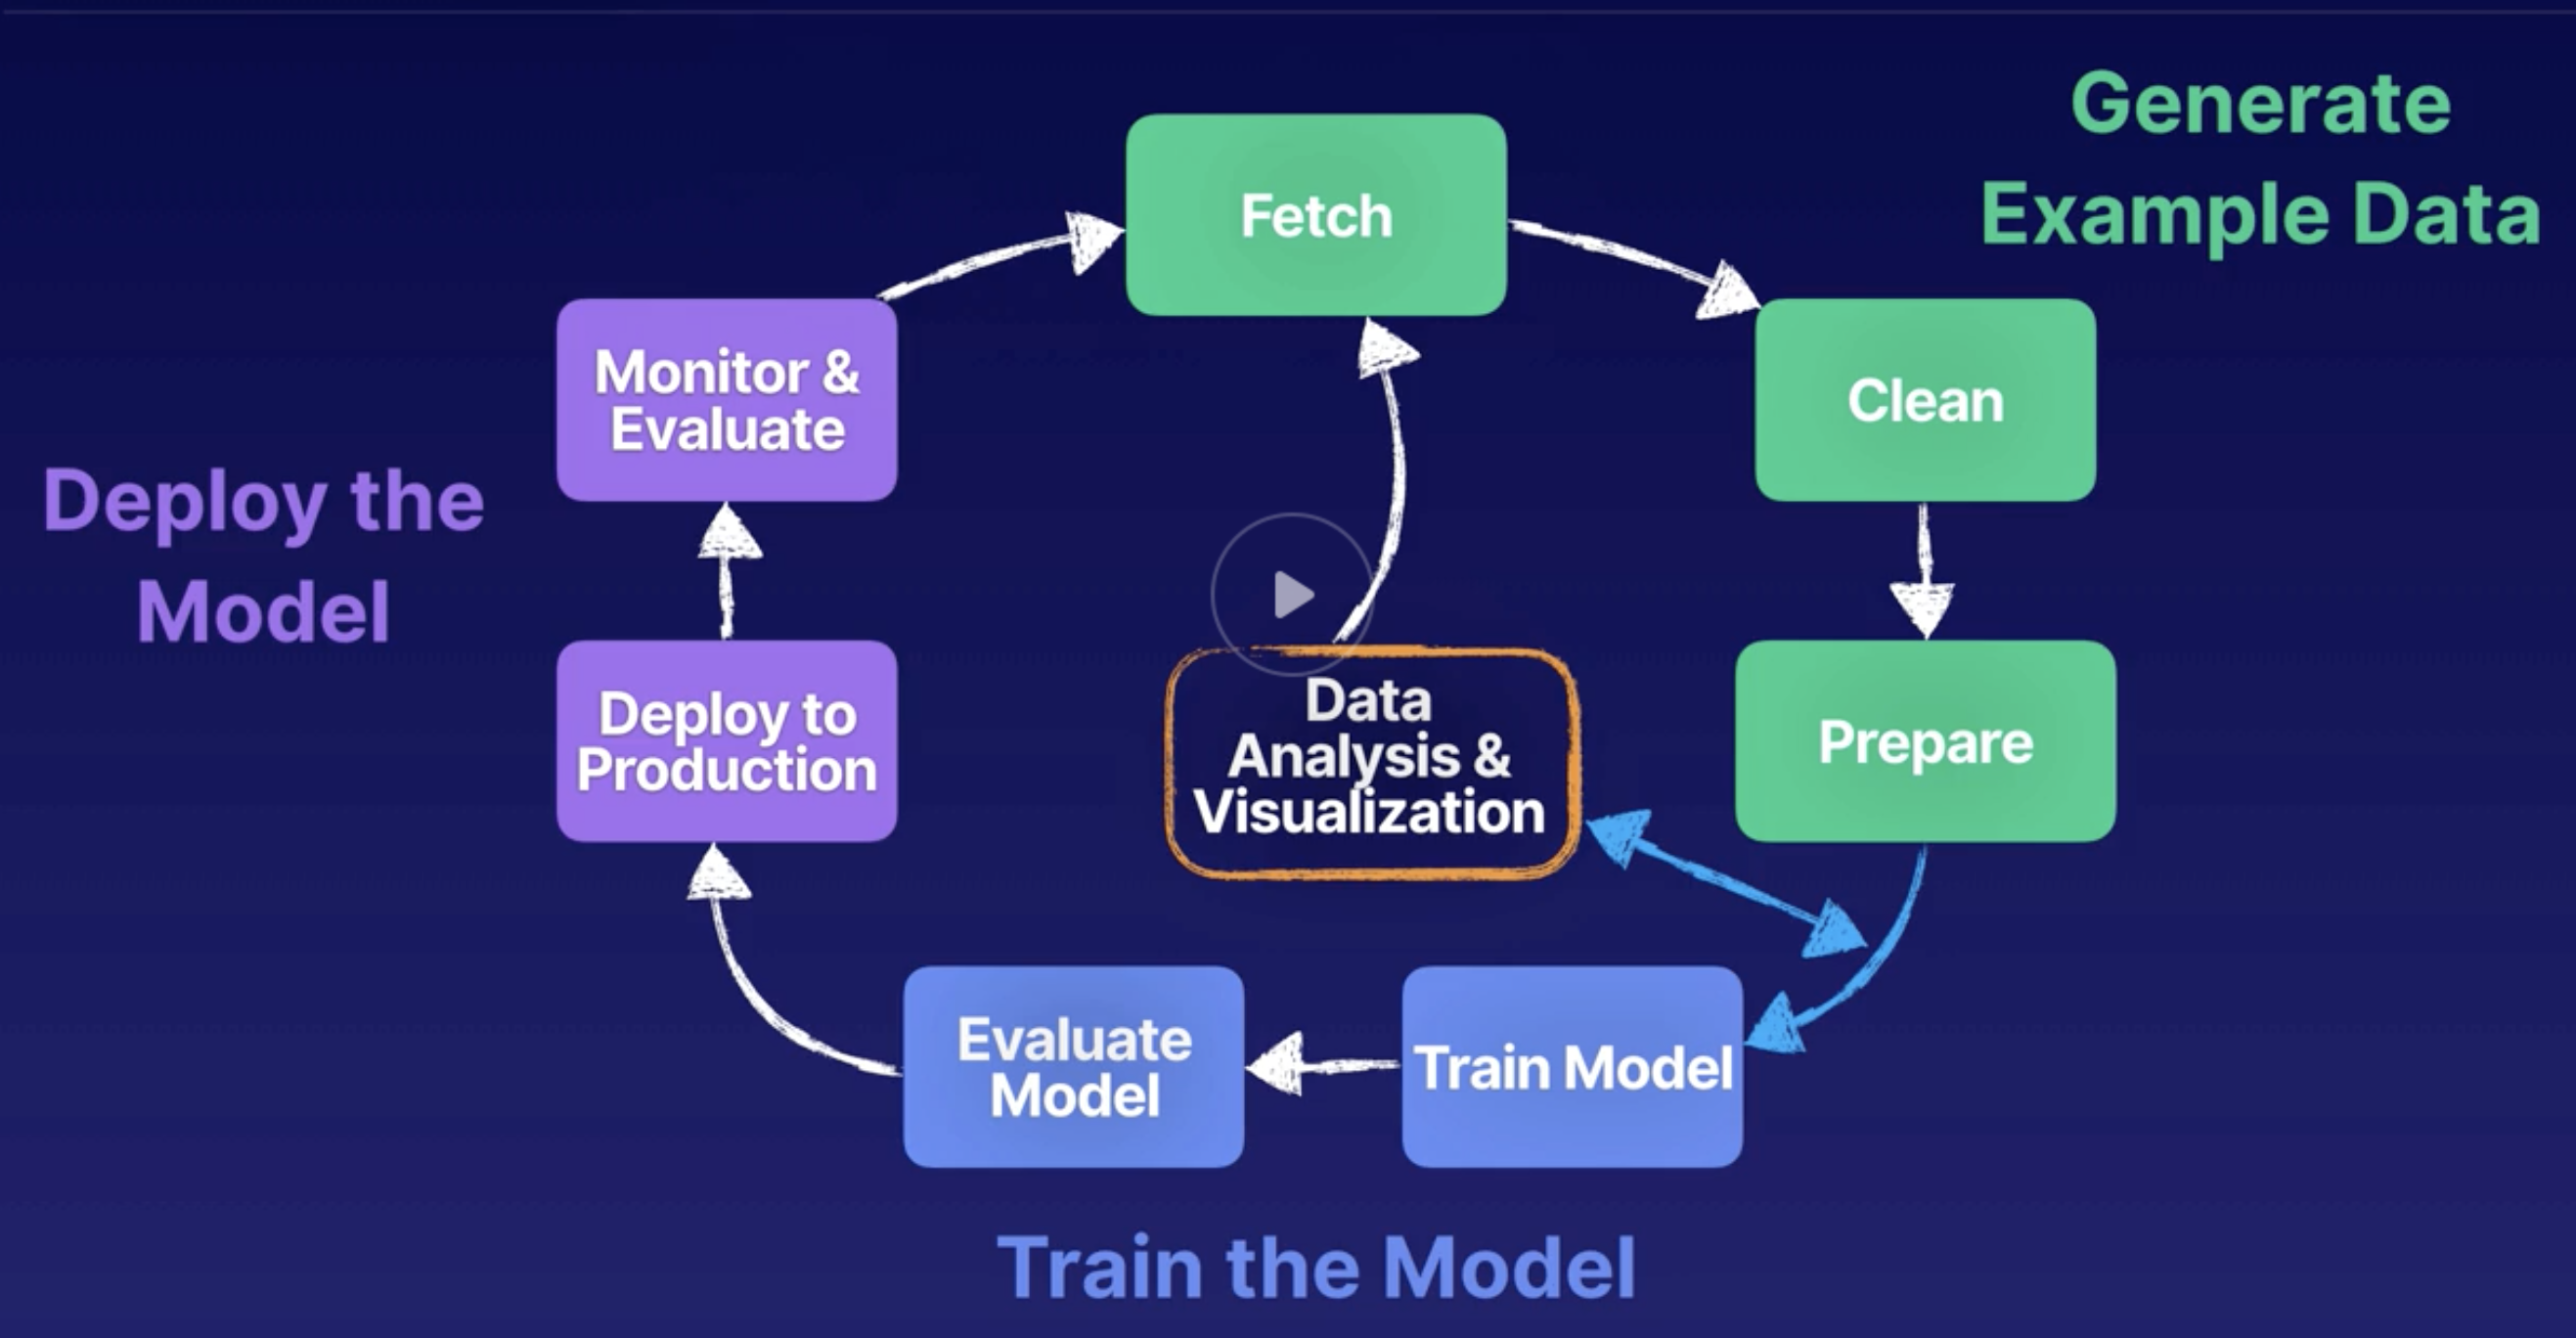 Generate
Example Data
Fetch
Clean
Monitor &
Evaluate
Deploy the
Model
Deploy to
Production
Data
Analysis &
Visualization
Prepare
Evaluate
Model
Train Model
Train the Model